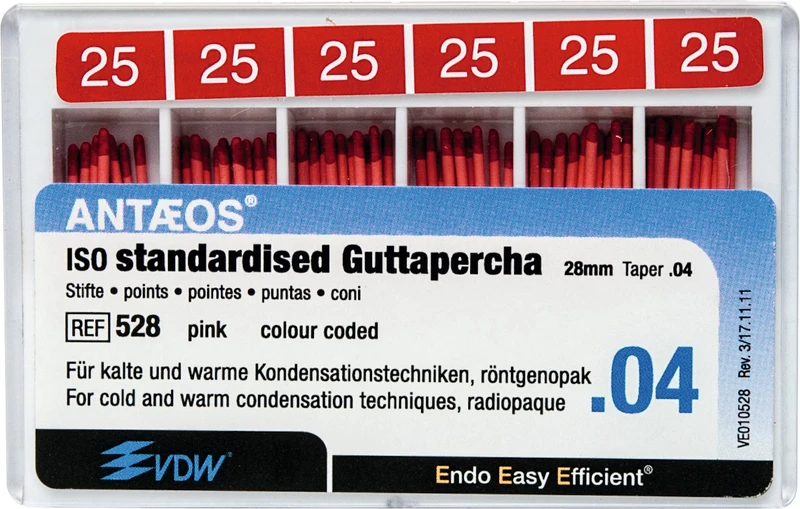 25 25 25 25 25 25
ANTÆOS®
ISO standardised Guttapercha 28mm Taper .04
Stifte • points • pointes • puntas • coni
REF 528 pink colour coded
Für kalte und warme Kondensationstechniken, röntgenopak
For cold and warm condensation techniques, radiopaque
.04
VE010528 Rev. 3/17.11.11
VDW®
Endo Easy Efficient®